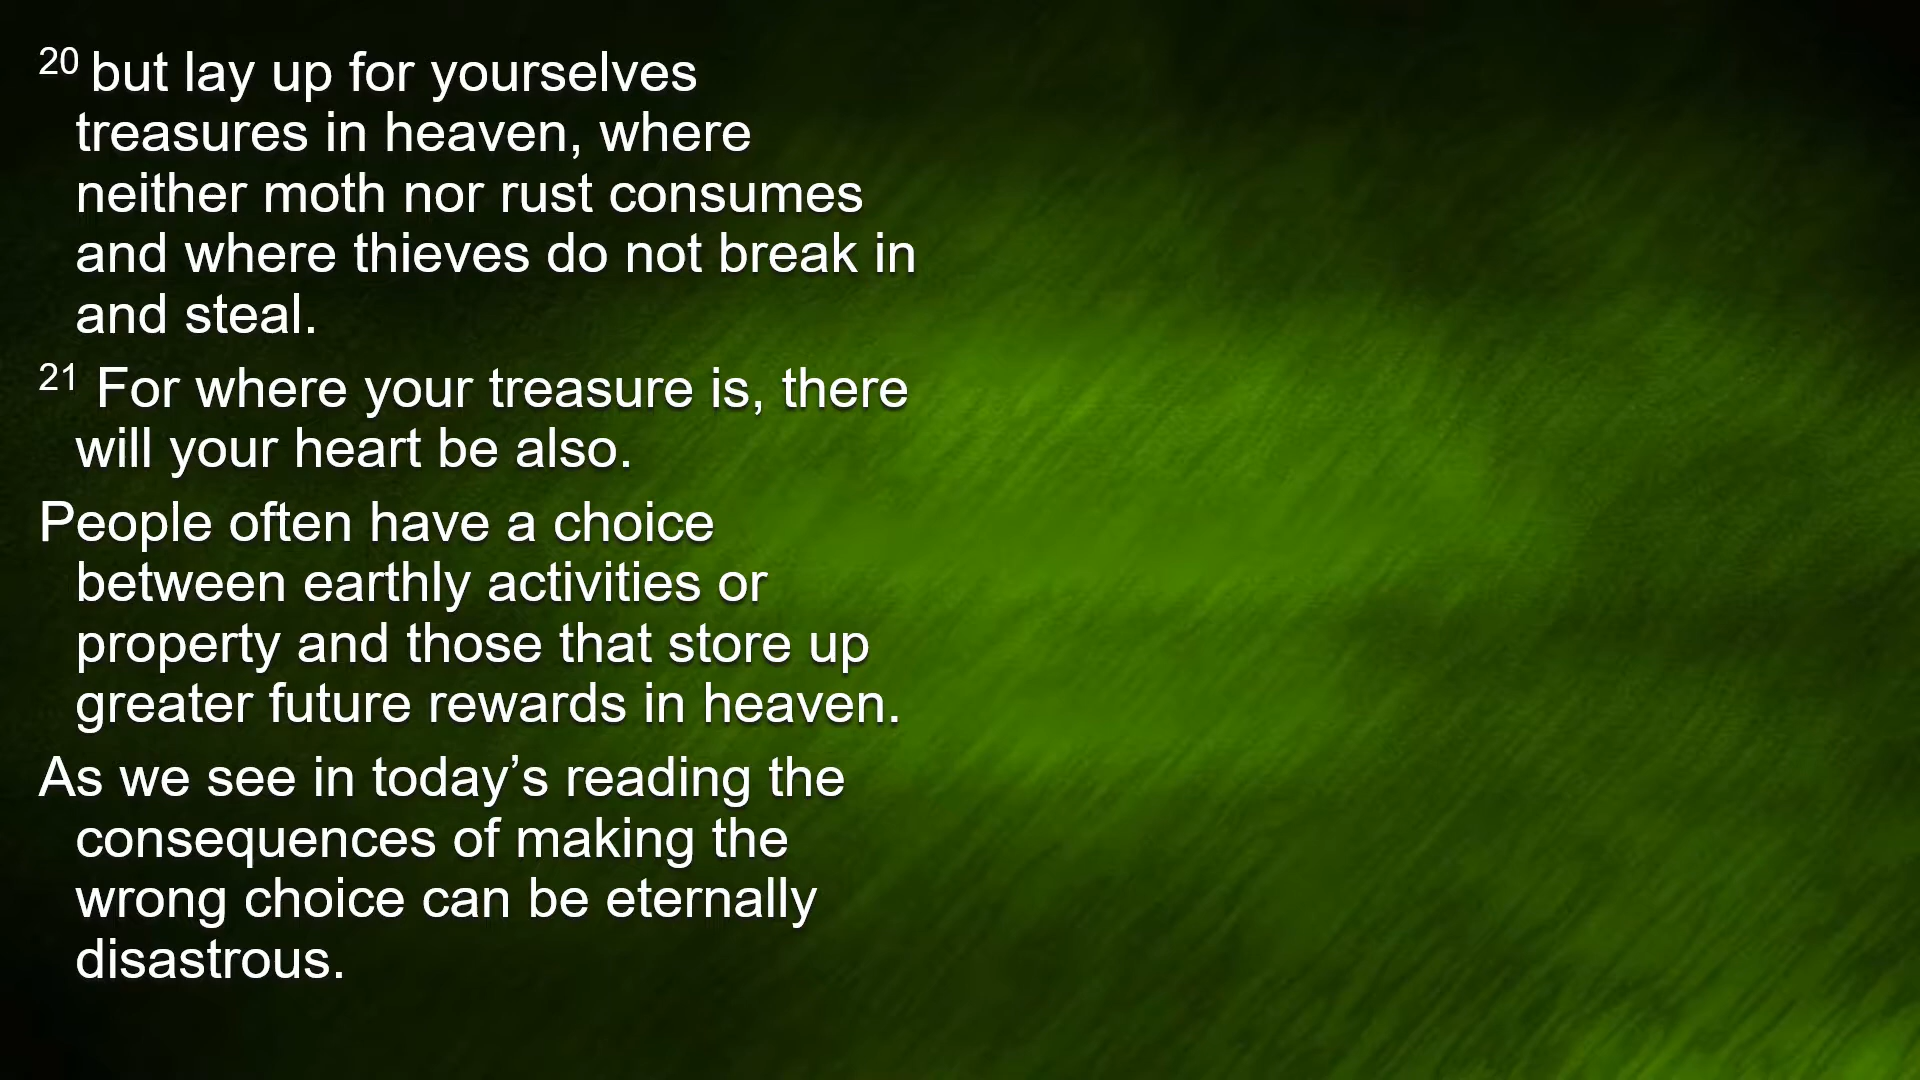 20 but lay up for yourselves
treasures in heaven, where
neither moth nor rust consumes
and where thieves do not break in
and steal.
21 For where your treasure is, there
will your heart be also.
People often have a choice
between earthly activities or
property and those that store up
greater future rewards in heaven.
As we see in today’s reading the
consequences of making the
wrong choice can be eternally
disastrous.